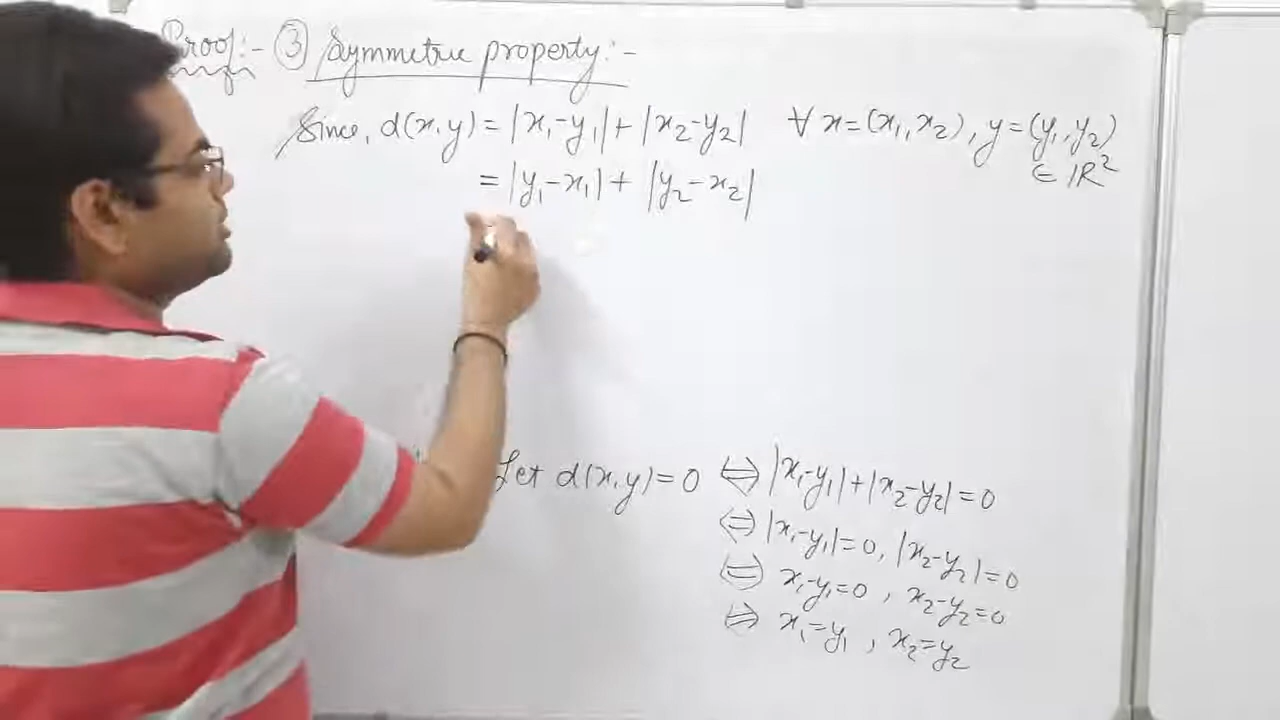 Proof:- ③ Symmetric property:-
Since, d(x,y) = |x₁-y₁| + |x₂-y₂| ∀ x=(x₁,x₂), y=(y₁,y₂)
∈ ℝ²
= |y₁-x₁| + |y₂-x₂|
Let d(x,y)=0 ⇔ |x₁-y₁|+|x₂-y₂|=0
⇔ |x₁-y₁|=0, |x₂-y₂|=0
⇔ x₁-y₁=0, x₂-y₂=0
⇔ x₁=y₁, x₂=y₂